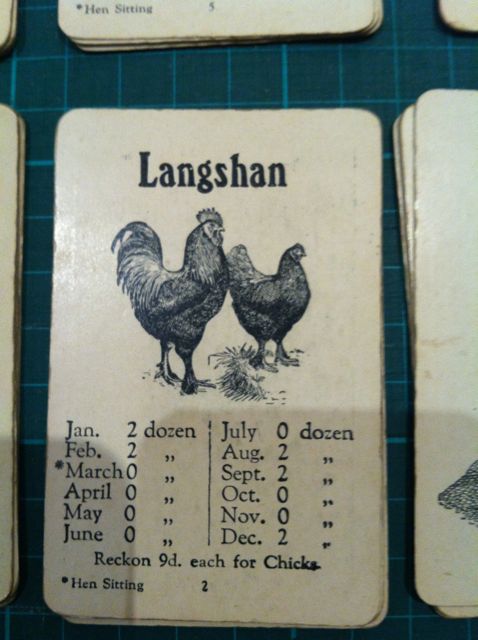 *Hen Sitting 5
Langshan
Jan. 2 dozen
Feb. 2 „
*March 0 „
April 0 „
May 0 „
June 0 „
July 0 dozen
Aug. 2 „
Sept. 2 „
Oct. 0 „
Nov. 0 „
Dec. 2 „
Reckon 9d. each for Chicks.
*Hen Sitting 2